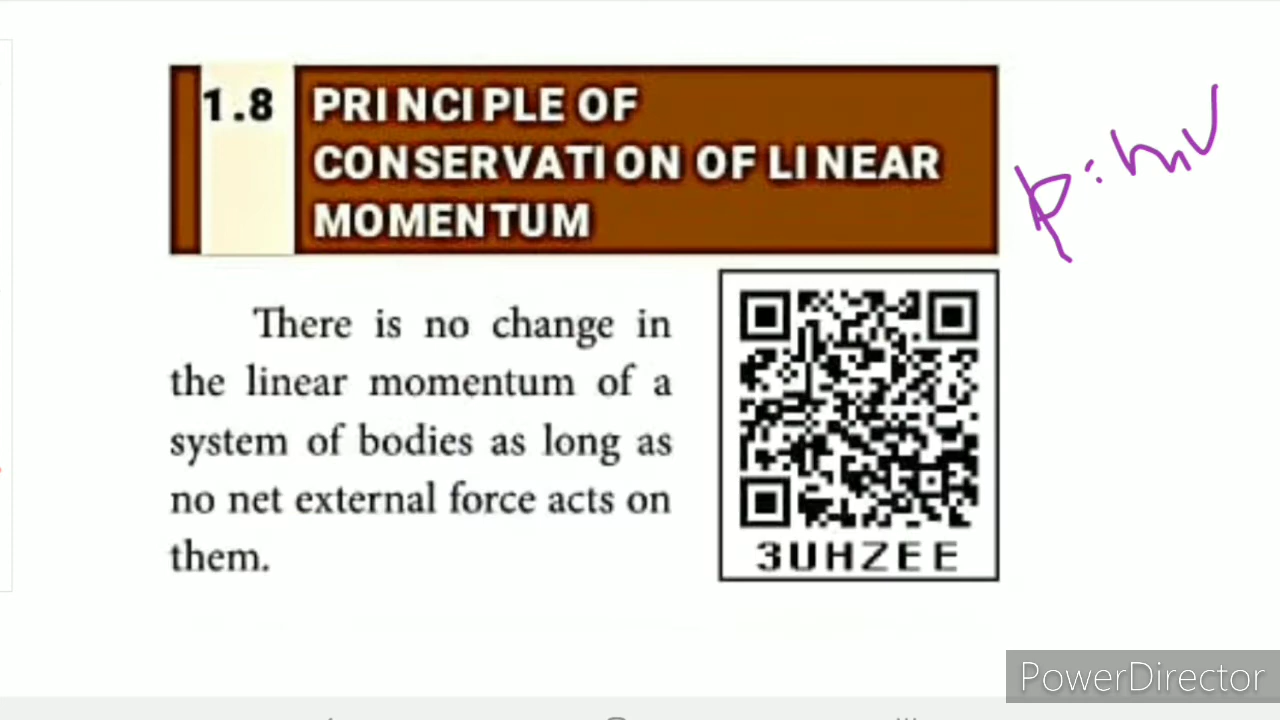 1.8 PRINCIPLE OF
CONSERVATION OF LINEAR
MOMENTUM
p=mv
There is no change in
the linear momentum of a
system of bodies as long as
no net external force acts on
them.
3UHZEE
PowerDirector